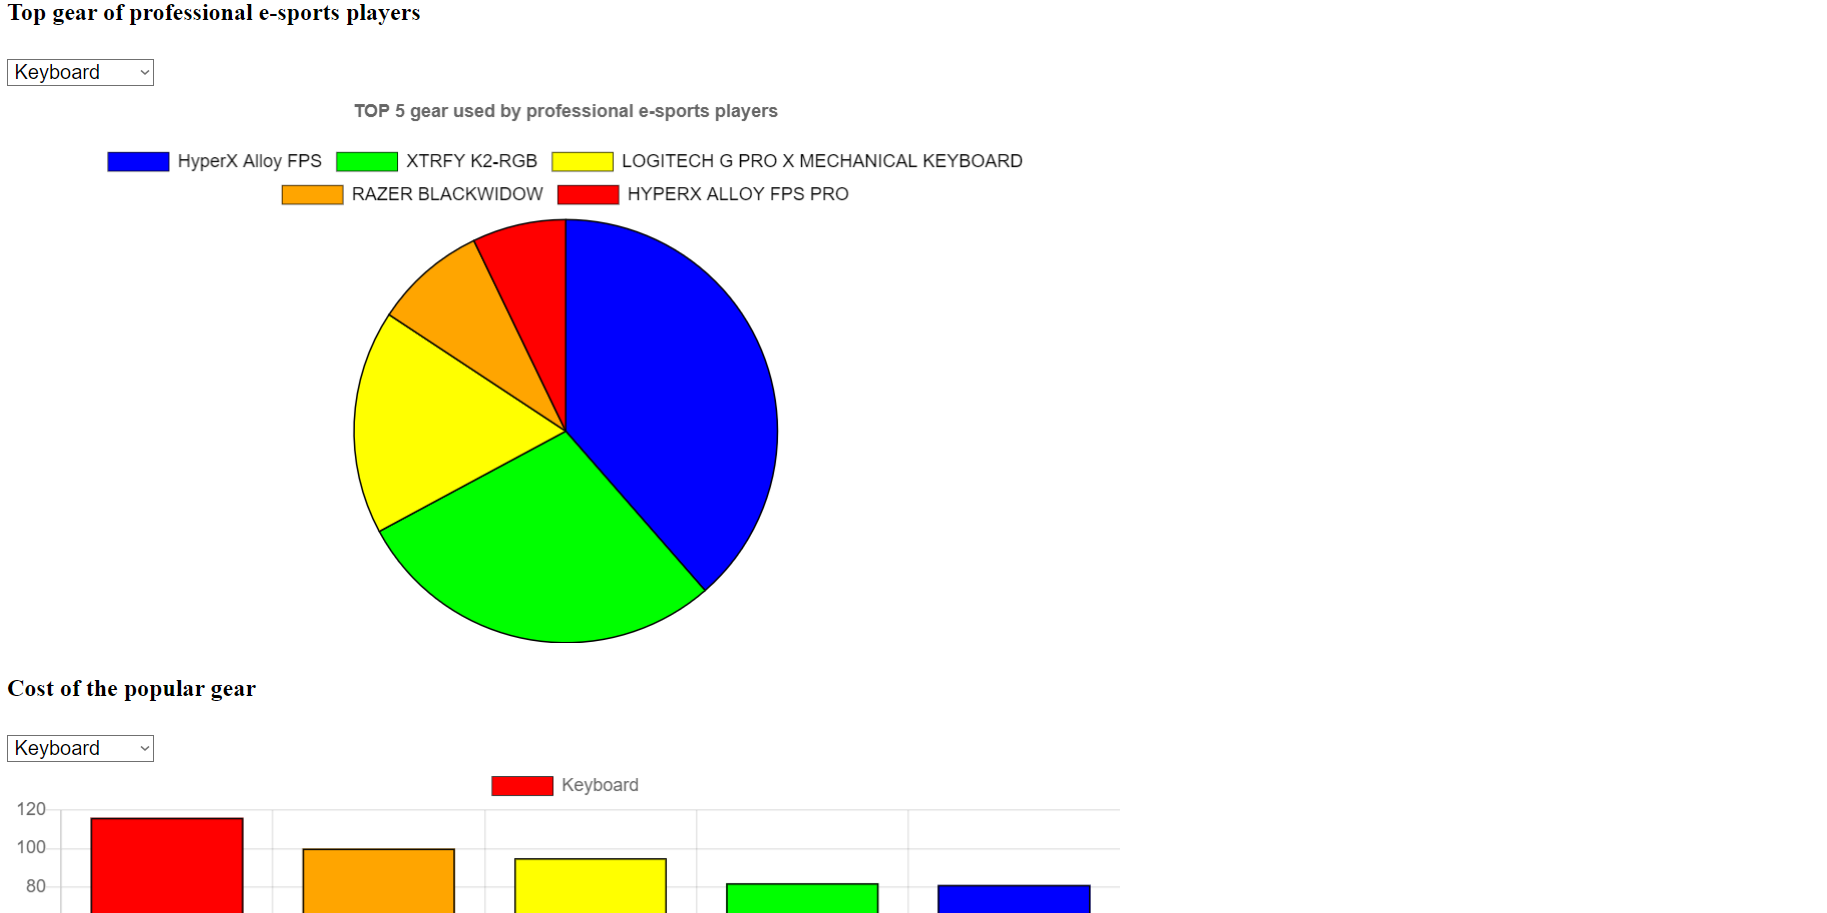 Top gear of professional e-sports players
Keyboard
TOP 5 gear used by professional e-sports players
HyperX Alloy FPS XTRFY K2-RGB LOGITECH G PRO X MECHANICAL KEYBOARD
RAZER BLACKWIDOW HYPERX ALLOY FPS PRO
Cost of the popular gear
Keyboard
Keyboard
120
100
80